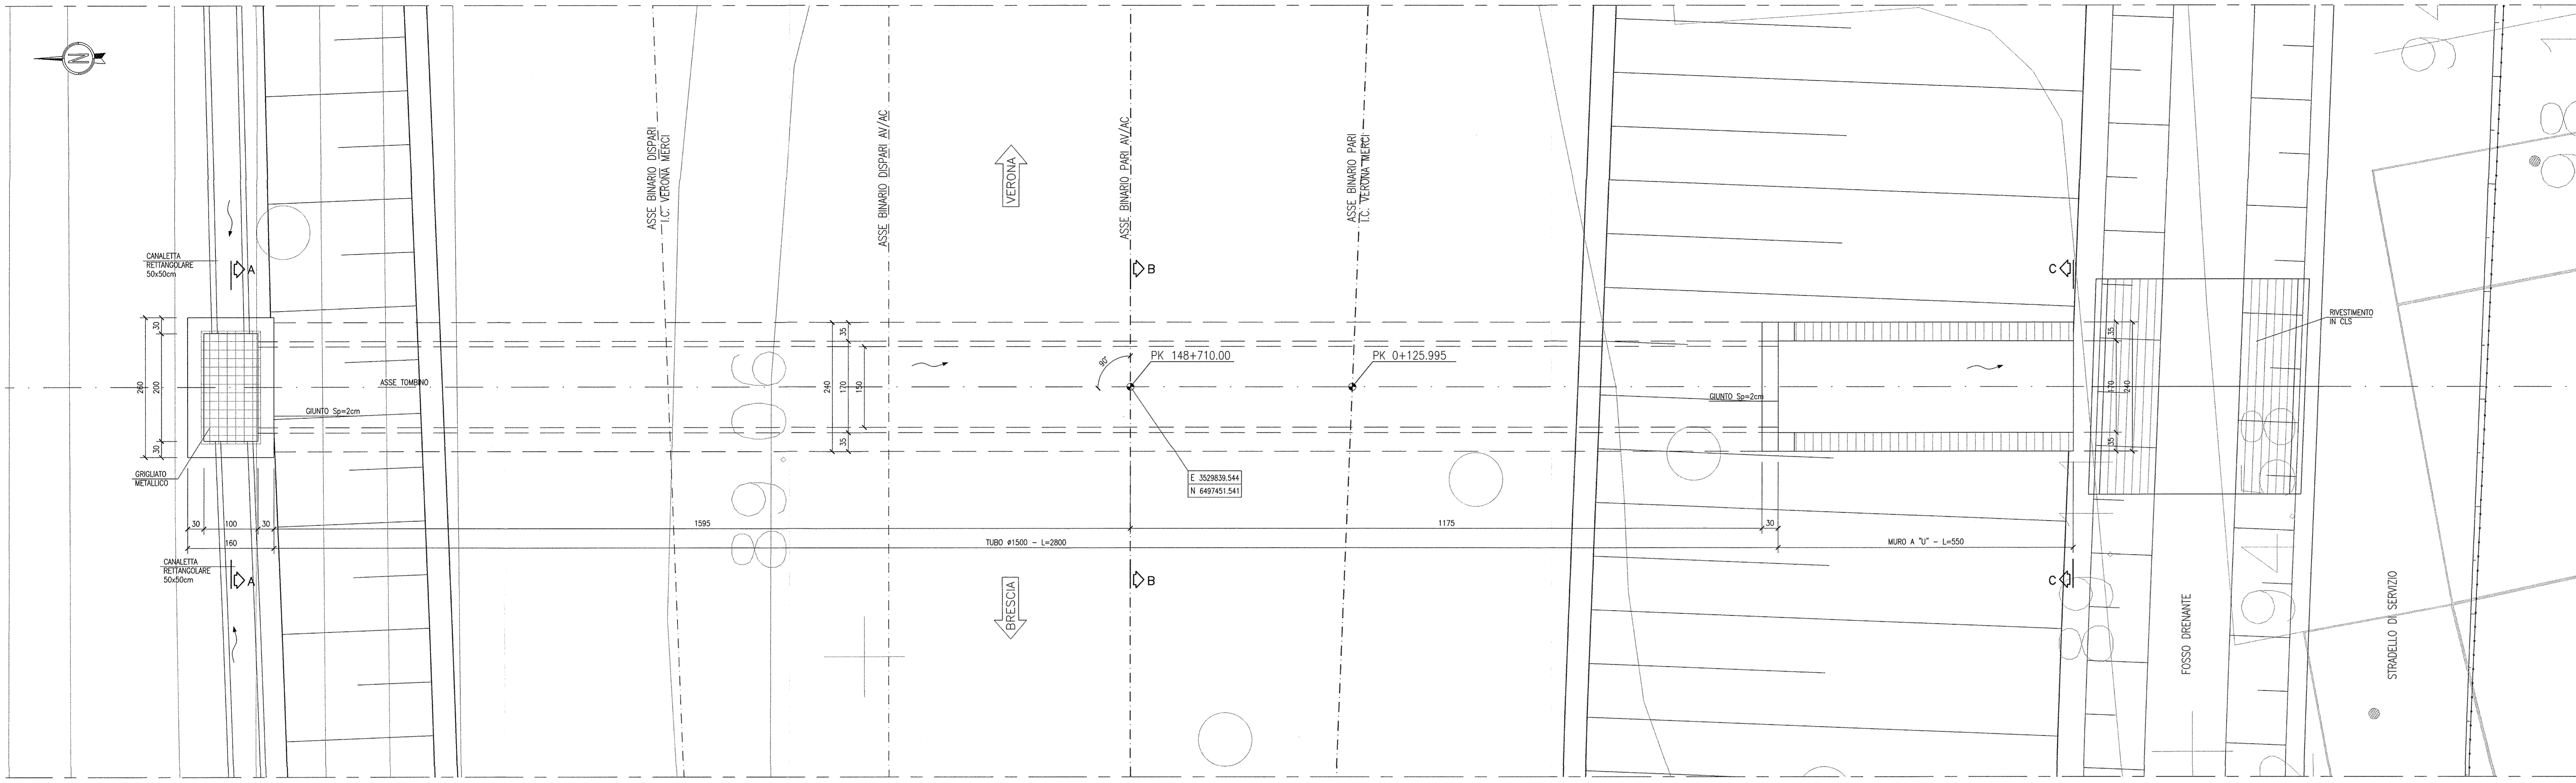 N
CANALETTA
RETTANGOLARE
50x50cm
A
30
200
30
260
ASSE TOMBINO
GIUNTO Sp=2cm
GRIGLIATO
METALLICO
30
100
30
160
CANALETTA
RETTANGOLARE
50x50cm
A
ASSE BINARIO DISPARI
I.C. VERONA MERCI
ASSE BINARIO DISPARI AV/AC
VERONA
ASSE BINARIO PARI AV/AC
ASSE BINARIO PARI
I.C. VERONA MERCI
B
240
35
170
35
150
90°
PK 148+710.00
PK 0+125.995
E 3529839.544
N 6497451.541
1595
1175
30
TUBO ø1500 - L=2800
MURO A "U" - L=550
BRESCIA
B
GIUNTO Sp=2cm
C
35
170
35
240
RIVESTIMENTO
IN CLS
C
FOSSO DRENANTE
STRADELLO DI SERVIZIO